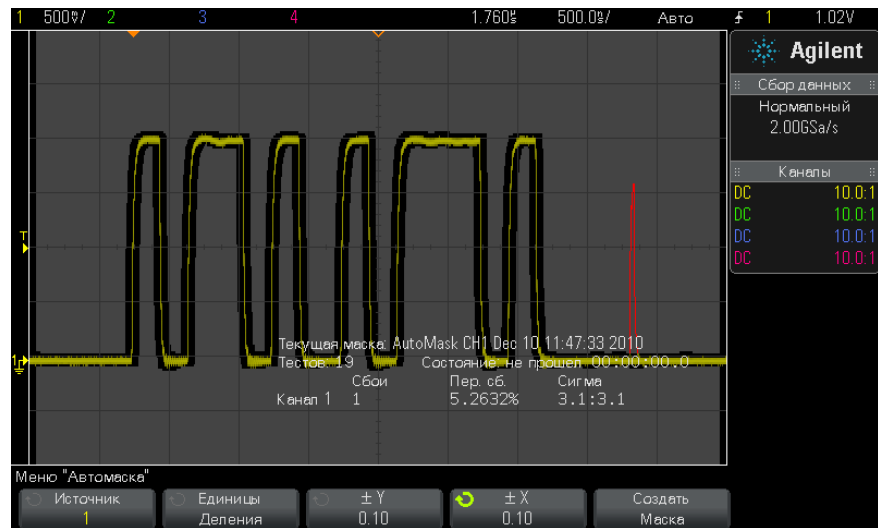 1 500%/ 2 3 4 1.760s 500.0s/ Авто 1 1.02V
Agilent
Сбор данных
Нормальный
2.00GSa/s
Каналы
DC 10.0:1
DC 10.0:1
DC 10.0:1
DC 10.0:1
T
1
Текущая маска: AutoMask CH1 Dec 10 11:47:33 2010
Тестов: 19 Состояние: не прошел 00:00:00.0
Сбои Пер. сб. Сигма
Канал 1 1 5.2632% 3.1:3.1
Меню "Автомаска"
Источник Единицы ± Y ± X Создать
1 Деления 0.10 0.10 Маска